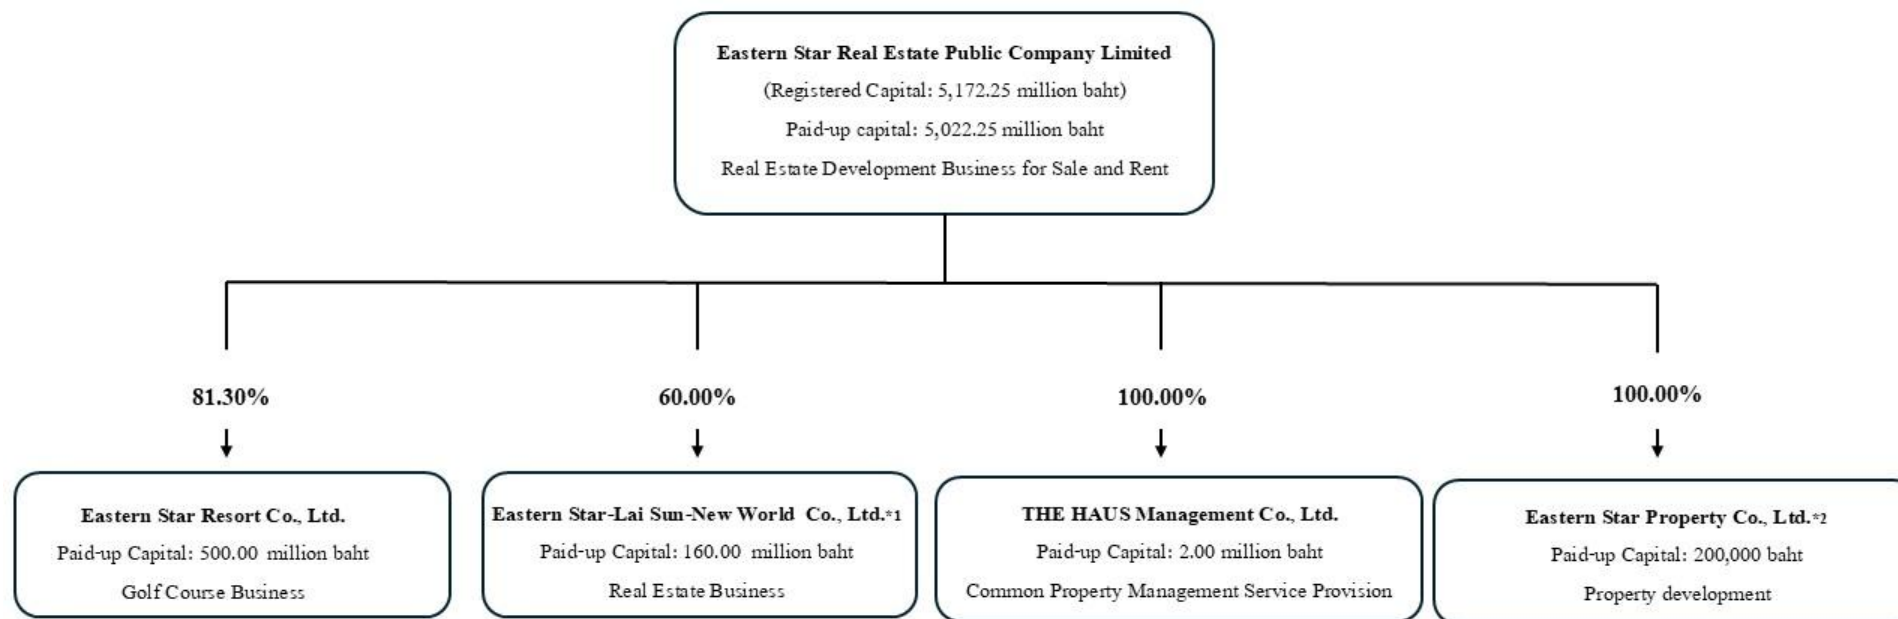 Eastern Star Real Estate Public Company Limited
(Registered Capital: 5,172.25 million baht)
Paid-up capital: 5,022.25 million baht
Real Estate Development Business for Sale and Rent
81.30%
60.00%
100.00%
100.00%
Eastern Star Resort Co., Ltd.
Paid-up Capital: 500.00 million baht
Golf Course Business
Eastern Star-Lai Sun-New World Co., Ltd.*1
Paid-up Capital: 160.00 million baht
Real Estate Business
THE HAUS Management Co., Ltd.
Paid-up Capital: 2.00 million baht
Common Property Management Service Provision
Eastern Star Property Co., Ltd.*2
Paid-up Capital: 200,000 baht
Property development